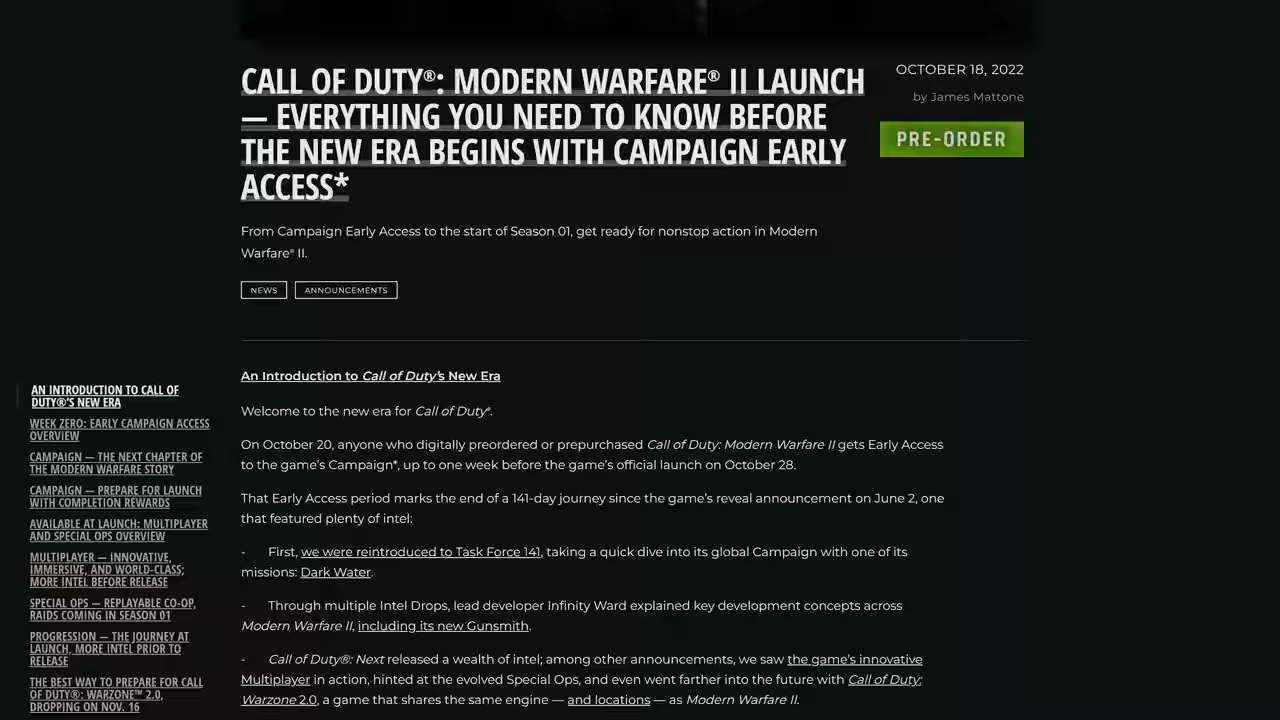 CALL OF DUTY®: MODERN WARFARE® II LAUNCH
— EVERYTHING YOU NEED TO KNOW BEFORE
THE NEW ERA BEGINS WITH CAMPAIGN EARLY
ACCESS*
OCTOBER 18, 2022
by James Mattone
PRE-ORDER
From Campaign Early Access to the start of Season 01, get ready for nonstop action in Modern
Warfare® II.
NEWS
ANNOUNCEMENTS
AN INTRODUCTION TO CALL OF
DUTY®'S NEW ERA
WEEK ZERO: EARLY CAMPAIGN ACCESS
OVERVIEW
CAMPAIGN — THE NEXT CHAPTER OF
THE MODERN WARFARE STORY
CAMPAIGN — PREPARE FOR LAUNCH
WITH COMPLETION REWARDS
AVAILABLE AT LAUNCH: MULTIPLAYER
AND SPECIAL OPS OVERVIEW
MULTIPLAYER — INNOVATIVE,
IMMERSIVE, AND WORLD-CLASS;
MORE INTEL BEFORE RELEASE
SPECIAL OPS — REPLAYABLE CO-OP,
RAIDS COMING IN SEASON 01
PROGRESSION — THE JOURNEY AT
LAUNCH, MORE INTEL PRIOR TO
RELEASE
THE BEST WAY TO PREPARE FOR CALL
OF DUTY®: WARZONE™ 2.0,
DROPPING ON NOV. 16
An Introduction to Call of Duty's New Era
Welcome to the new era for Call of Duty®.
On October 20, anyone who digitally preordered or prepurchased Call of Duty: Modern Warfare II gets Early Access
to the game's Campaign*, up to one week before the game's official launch on October 28.
That Early Access period marks the end of a 141-day journey since the game's reveal announcement on June 2, one
that featured plenty of intel:
- First, we were reintroduced to Task Force 141, taking a quick dive into its global Campaign with one of its
missions: Dark Water.
- Through multiple Intel Drops, lead developer Infinity Ward explained key development concepts across
Modern Warfare II, including its new Gunsmith.
- Call of Duty®: Next released a wealth of intel; among other announcements, we saw the game's innovative
Multiplayer in action, hinted at the evolved Special Ops, and even went farther into the future with Call of Duty:
Warzone 2.0, a game that shares the same engine — and locations — as Modern Warfare II.